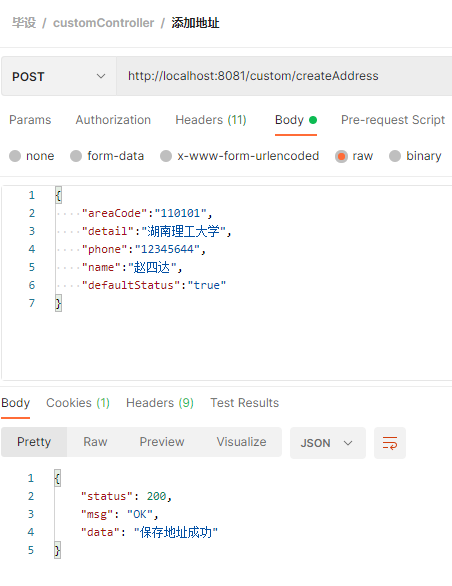 毕设 / customController / 添加地址
POST http://localhost:8081/custom/createAddress
Params Authorization Headers (11) Body Pre-request Script
none form-data x-www-form-urlencoded raw binary
1 {
2 "areaCode":"110101",
3 "detail":"湖南理工大学",
4 "phone":"12345644",
5 "name":"赵四达",
6 "defaultStatus":"true"
7 }
Body Cookies (1) Headers (9) Test Results
Pretty Raw Preview Visualize JSON
1 {
2 "status": 200,
3 "msg": "OK",
4 "data": "保存地址成功"
5 }